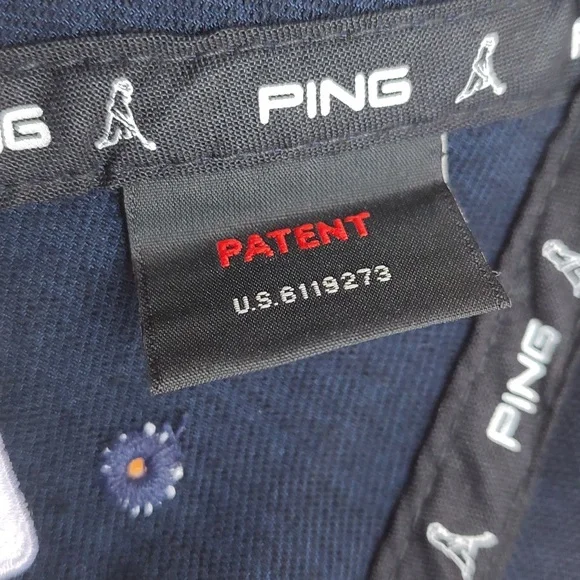 NG PING
PATENT
U.S.6119273
PING